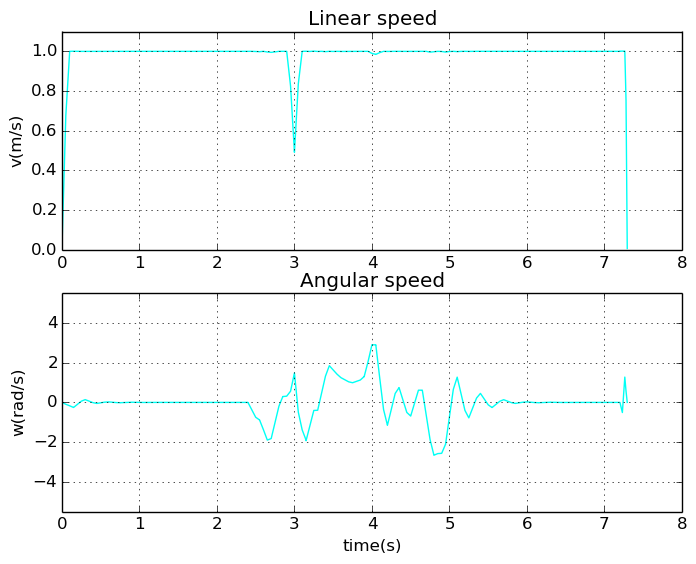 Linear speed
1.0
0.8
0.6
0.4
0.2
0.0
v(m/s)
0 1 2 3 4 5 6 7 8
Angular speed
4
2
0
−2
−4
w(rad/s)
0 1 2 3 4 5 6 7 8
time(s)